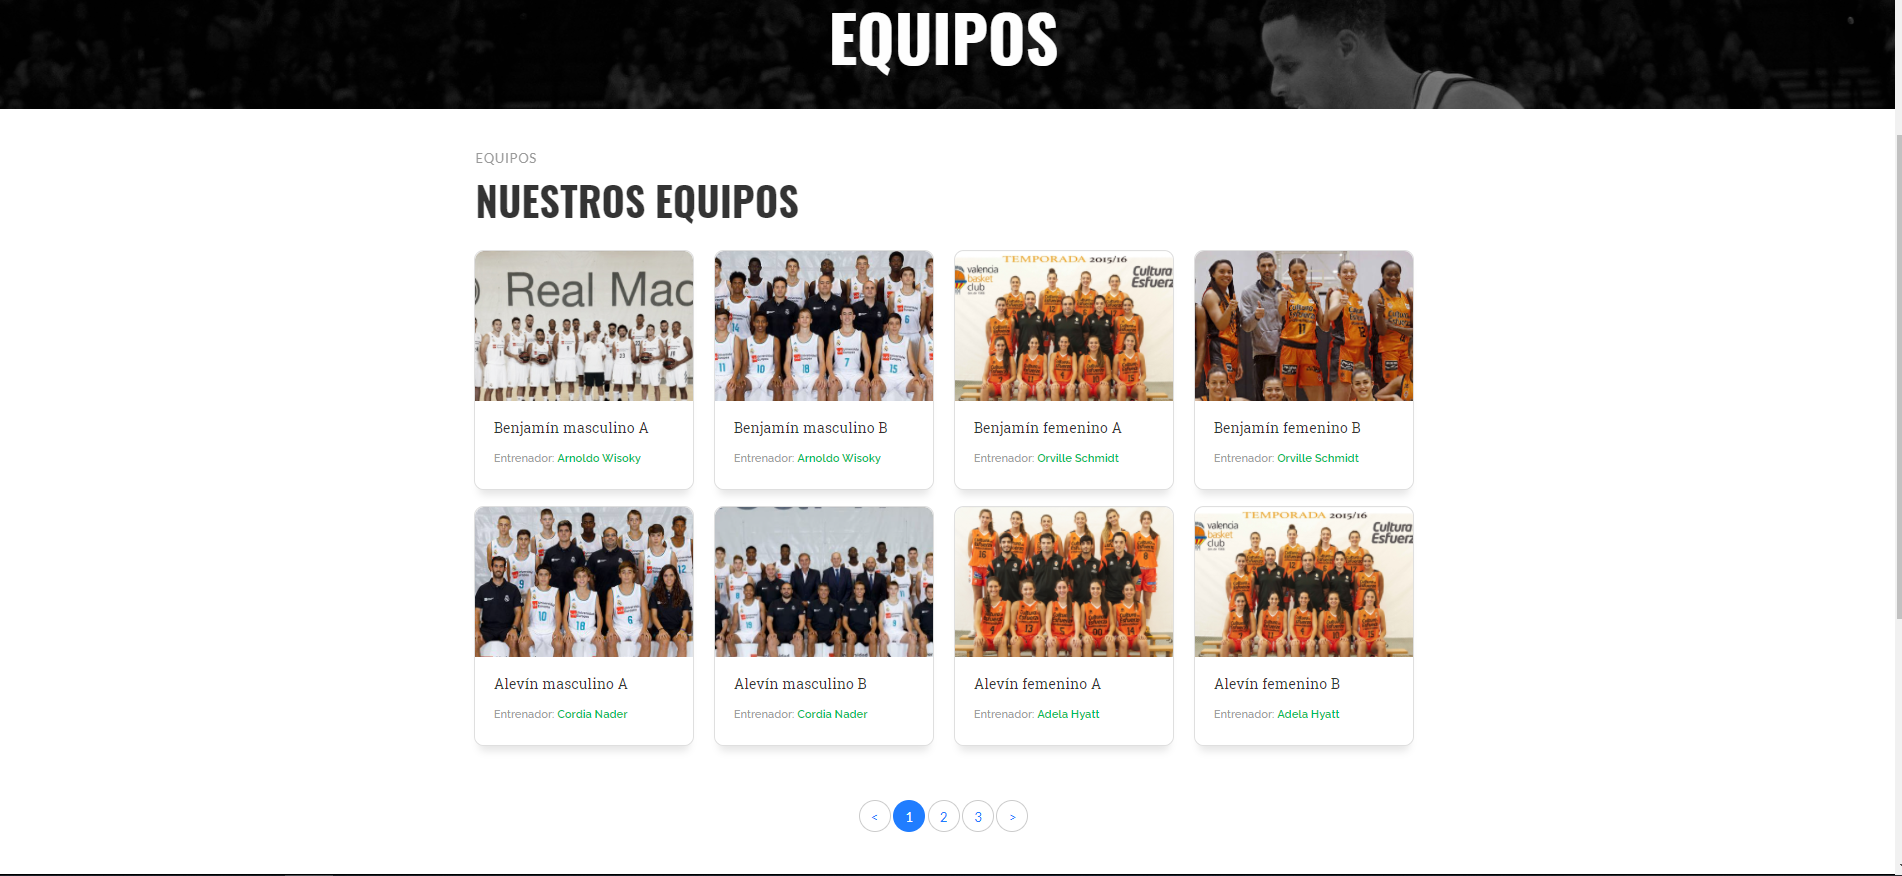 EQUIPOS
EQUIPOS
NUESTROS EQUIPOS
Real Mad
TEMPORADA 2015/16
valencia
basket
club
Cultura
Esfuerz
Benjamín masculino A
Entrenador: Arnoldo Wisoky
Benjamín masculino B
Entrenador: Arnoldo Wisoky
Benjamín femenino A
Entrenador: Orville Schmidt
Benjamín femenino B
Entrenador: Orville Schmidt
TEMPORADA 2015/16
valencia
basket
club
Cultura
Esfuerz
Alevín masculino A
Entrenador: Cordia Nader
Alevín masculino B
Entrenador: Cordia Nader
Alevín femenino A
Entrenador: Adela Hyatt
Alevín femenino B
Entrenador: Adela Hyatt
< 1 2 3 >